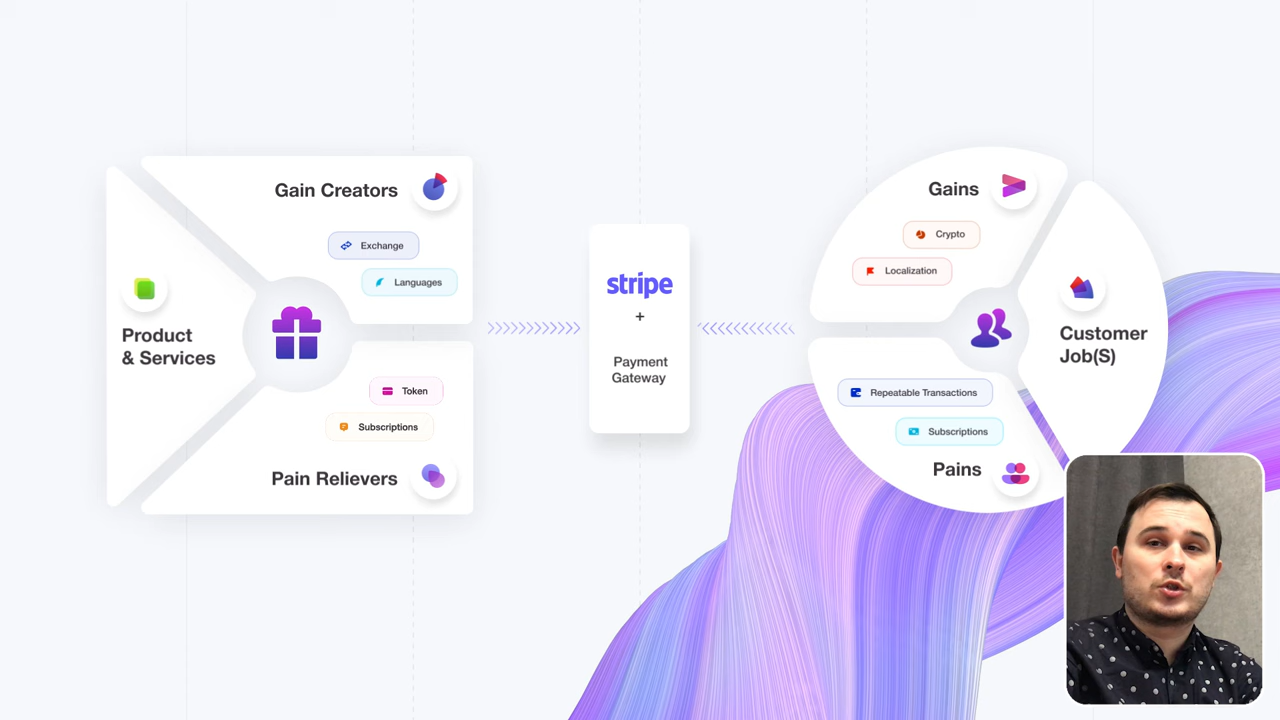 Gain Creators
Exchange
Languages
Product
& Services
Token
Subscriptions
Pain Relievers
stripe
+
Payment
Gateway
Gains
Crypto
Localization
Customer
Job(S)
Repeatable Transactions
Subscriptions
Pains